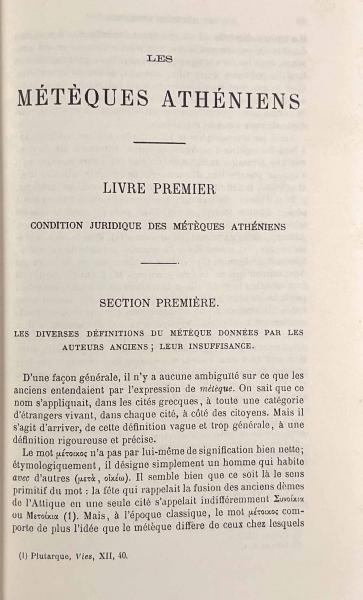 LES
MÉTÈQUES ATHÉNIENS
LIVRE PREMIER
CONDITION JURIDIQUE DES MÉTÈQUES ATHÉNIENS
SECTION PREMIÈRE.
LES DIVERSES DÉFINITIONS DU MÉTÈQUE DONNÉES PAR LES
AUTEURS ANCIENS ; LEUR INSUFFISANCE.
D'une façon générale, il n'y a aucune ambiguïté sur ce que les
anciens entendaient par l'expression de métèque. On sait que ce
nom s'appliquait, dans les cités grecques, à toute une catégorie
d'étrangers vivant, dans chaque cité, à côté des citoyens. Mais il
s'agit d'arriver, de cette définition vague et trop générale, à une
définition rigoureuse et précise.
Le mot μέτοικος n'a pas par lui-même de signification bien nette;
étymologiquement, il désigne simplement un homme qui habite
avec d'autres (μετὰ, οἰκέω). Il semble bien que ce soit là le sens
primitif du mot : la fête qui rappelait la fusion des anciens dèmes
de l'Attique en une seule cité s'appelait indifféremment Συνοίκια
ou Μετοίκια (1). Mais, à l'époque classique, le mot μέτοικος com-
porte de plus l'idée que le métèque diffère de ceux chez lesquels
(1) Plutarque, Vies, XII, 40.